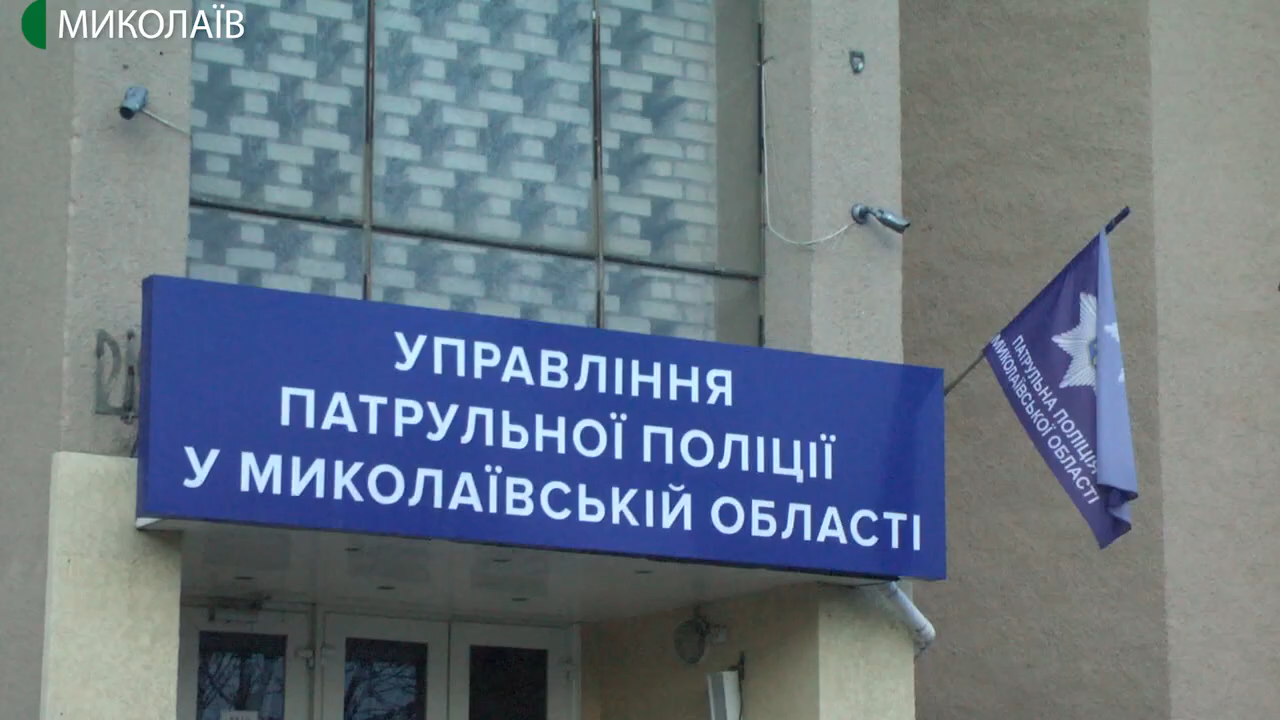 МИКОЛАЇВ
УПРАВЛІННЯ
ПАТРУЛЬНОЇ ПОЛІЦІЇ
У МИКОЛАЇВСЬКІЙ ОБЛАСТІ
ПАТРУЛЬНА ПОЛІЦІЯ
МИКОЛАЇВСЬКОЇ ОБЛАСТІ